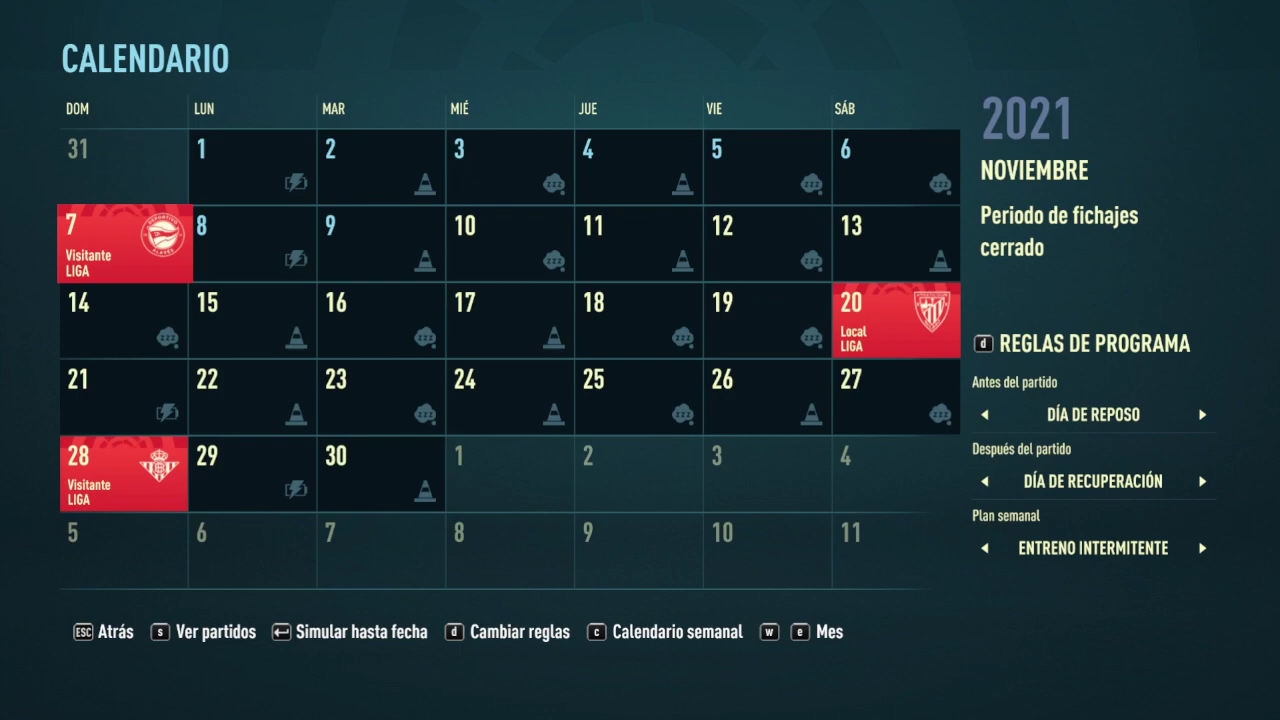 CALENDARIO
DOM LUN MAR MIÉ JUE VIE SÁB
31 1 2 3 4 5 6
7 8 9 10 11 12 13
Visitante
LIGA
14 15 16 17 18 19 20
Local
LIGA
21 22 23 24 25 26 27
28 29 30 1 2 3 4
Visitante
LIGA
5 6 7 8 9 10 11
2021
NOVIEMBRE
Periodo de fichajes
cerrado
d REGLAS DE PROGRAMA
Antes del partido
DÍA DE REPOSO
Después del partido
DÍA DE RECUPERACIÓN
Plan semanal
ENTRENO INTERMITENTE
ESC Atrás s Ver partidos Simular hasta fecha d Cambiar reglas c Calendario semanal w e Mes